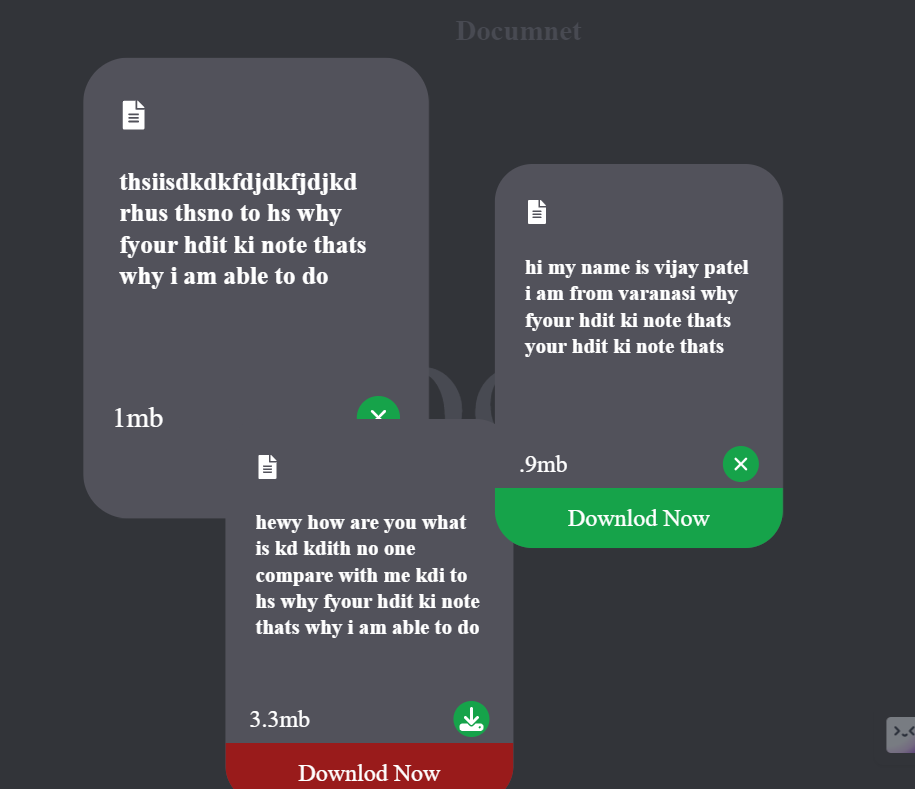 Documnet
thsiisdkdkfdjdkfjdjkd
rhus thsno to hs why
fyour hdit ki note thats
why i am able to do
1mb
hi my name is vijay patel
i am from varanasi why
fyour hdit ki note thats
your hdit ki note thats
.9mb
Downlod Now
hewy how are you what
is kd kdith no one
compare with me kdi to
hs why fyour hdit ki note
thats why i am able to do
3.3mb
Downlod Now